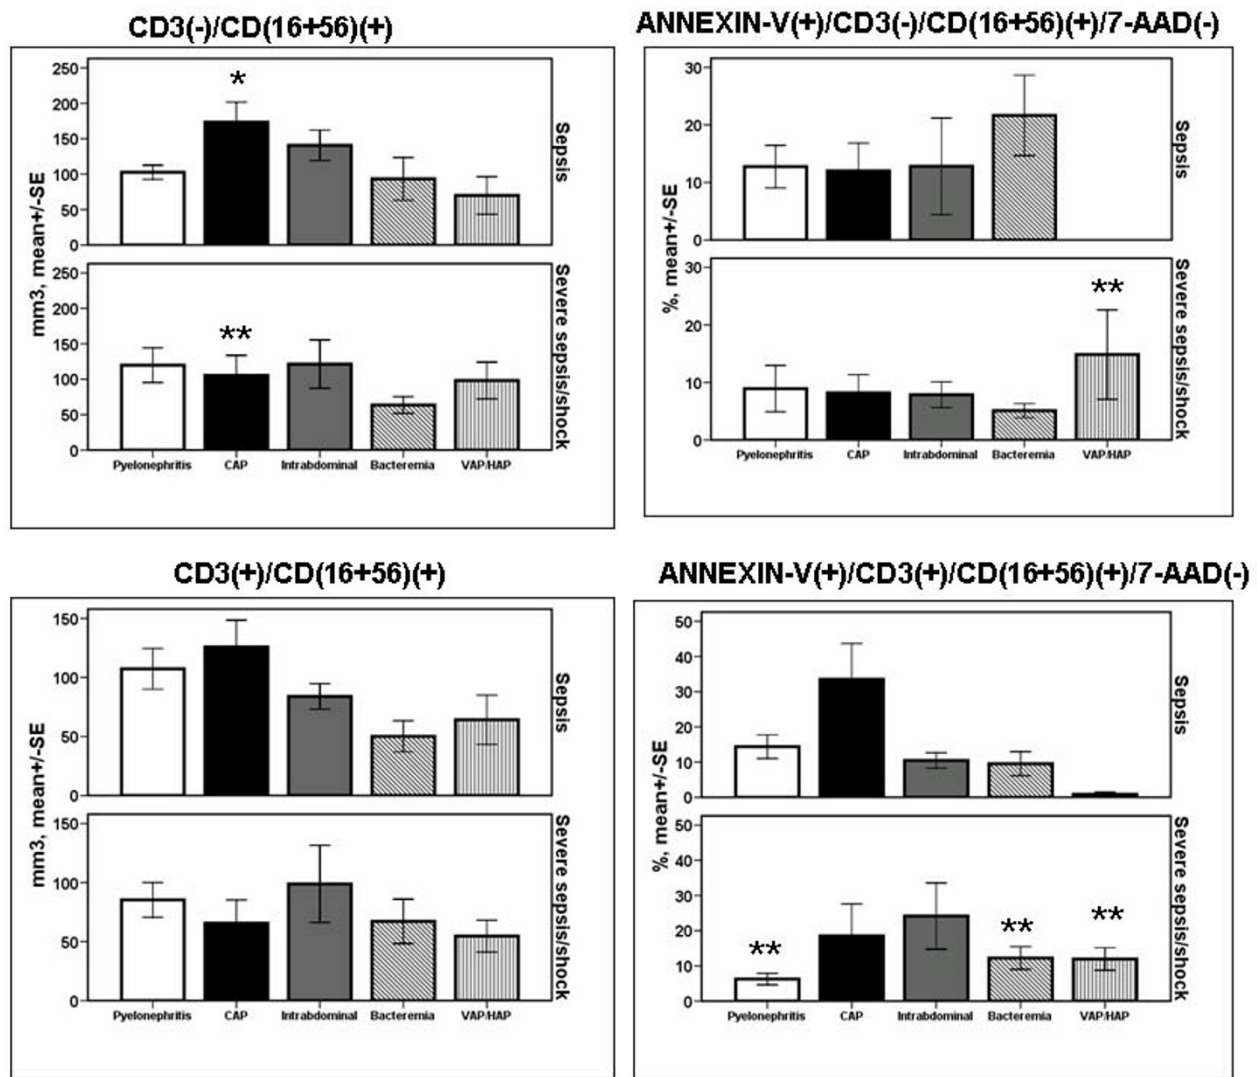 CD3(-)/CD(16+56)(+)
250
200
150
100
50
0
*
Sepsis
mm3, mean+/-SE
250
200
150
100
50
0
**
Severe sepsis/shock
Pyelonephritis CAP Intrabdominal Bacteremia VAP/HAP
ANNEXIN-V(+)/CD3(-)/CD(16+56)(+)/7-AAD(-)
30
20
10
0
Sepsis
%, mean+/-SE
30
20
10
0
**
Severe sepsis/shock
Pyelonephritis CAP Intrabdominal Bacteremia VAP/HAP
CD3(+)/CD(16+56)(+)
150
100
50
0
Sepsis
mm3, mean+/-SE
150
100
50
0
Severe sepsis/shock
Pyelonephritis CAP Intrabdominal Bacteremia VAP/HAP
ANNEXIN-V(+)/CD3(+)/CD(16+56)(+)/7-AAD(-)
50
40
30
20
10
0
Sepsis
%, mean+/-SE
50
40
30
20
10
0
** ** **
Severe sepsis/shock
Pyelonephritis CAP Intrabdominal Bacteremia VAP/HAP